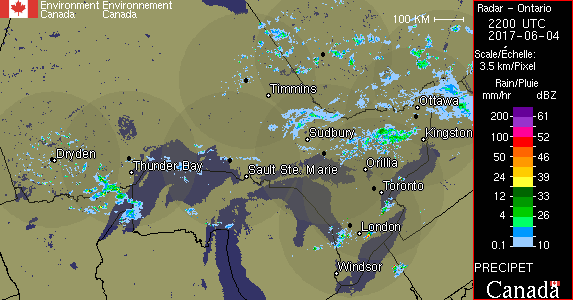 Environment Environnement
Canada Canada
100 KM
Timmins
Ottawa
Sudbury
Kingston
Dryden
Thunder Bay
Sault Ste. Marie
Orillia
Toronto
London
Windsor
Radar - Ontario
2200 UTC
2017-06-04
Scale/Échelle:
3.5 km/Pixel
Rain/Pluie
mm/hr dBZ
200 61
100 52
50 46
24 39
12 33
4 26
0.1 10
PRECIPET
Canada